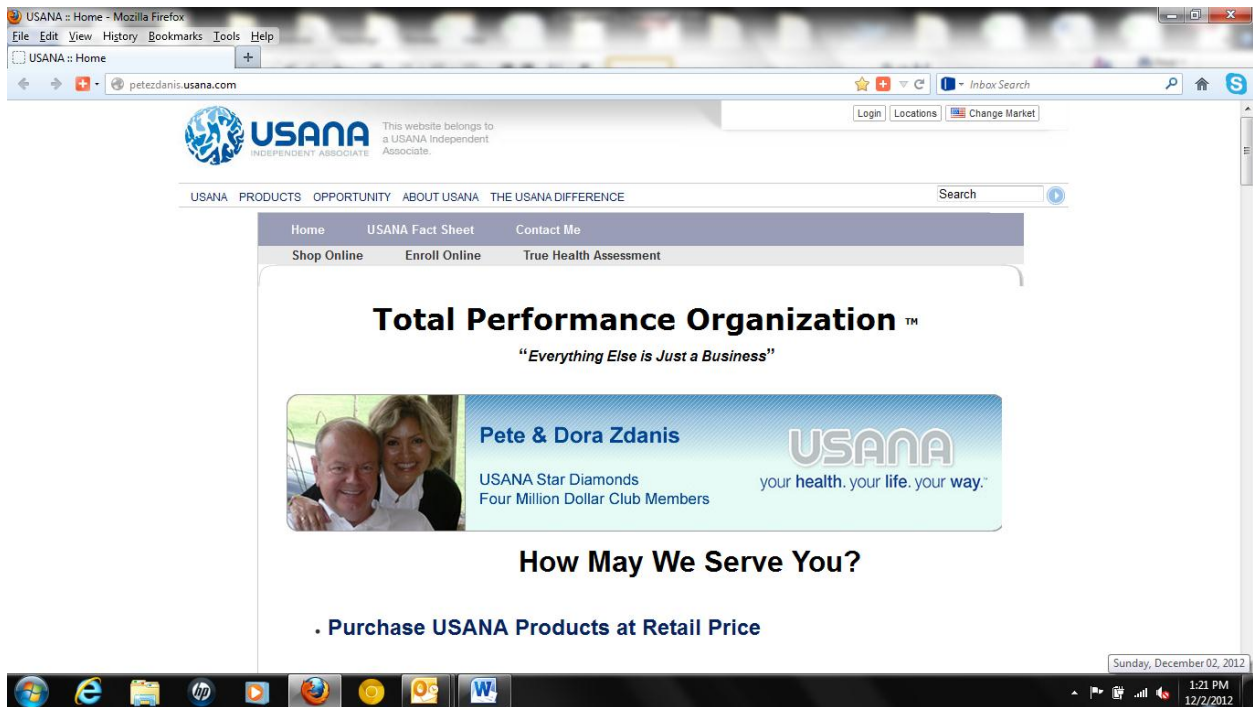 USANA :: Home - Mozilla Firefox
File Edit View History Bookmarks Tools Help
USANA :: Home
petezdanis.usana.com
Inbox Search
USANA
INDEPENDENT ASSOCIATE
This website belongs to
a USANA Independent
Associate.
Login Locations Change Market
USANA PRODUCTS OPPORTUNITY ABOUT USANA THE USANA DIFFERENCE
Search
Home USANA Fact Sheet Contact Me
Shop Online Enroll Online True Health Assessment
Total Performance Organization ™
“Everything Else is Just a Business”
Pete & Dora Zdanis
USANA Star Diamonds
Four Million Dollar Club Members
USANA
your health. your life. your way.™
How May We Serve You?
• Purchase USANA Products at Retail Price
Sunday, December 02, 2012
hp
1:21 PM
12/2/2012